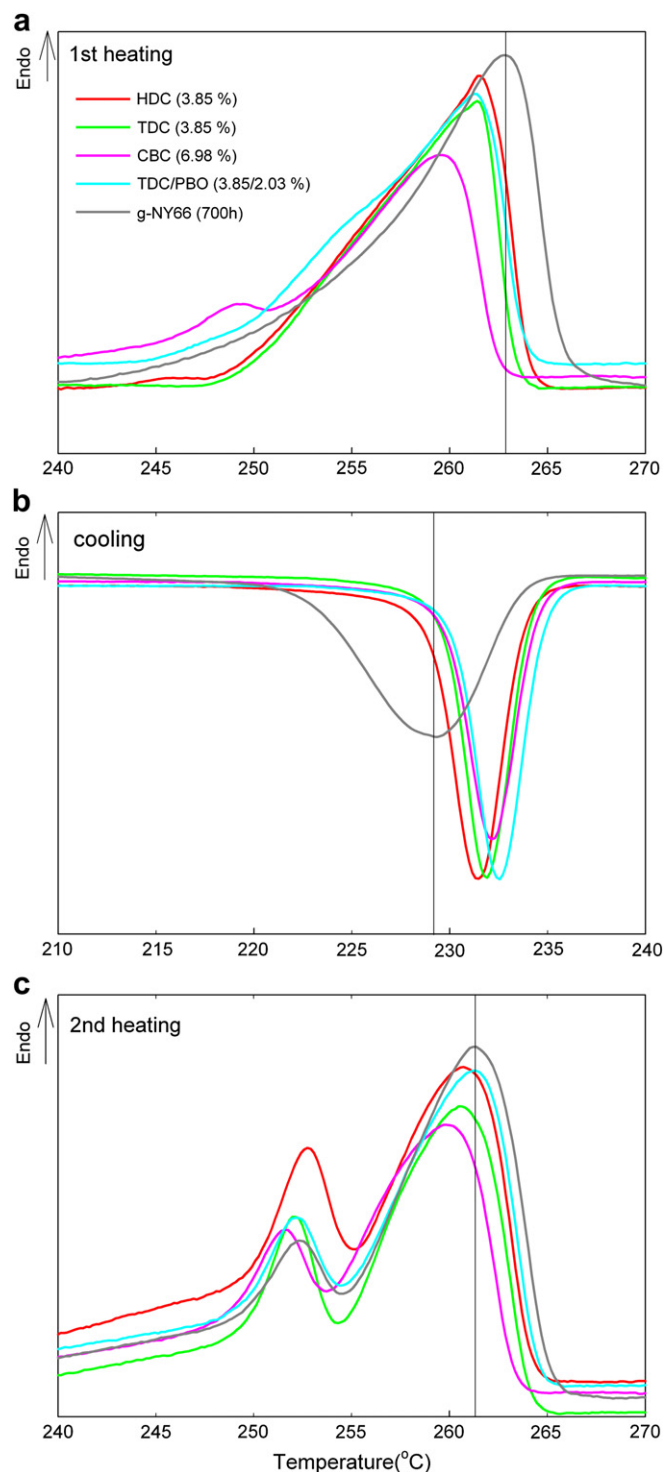 a
Endo
1st heating
HDC (3.85 %)
TDC (3.85 %)
CBC (6.98 %)
TDC/PBO (3.85/2.03 %)
g-NY66 (700h)
240 245 250 255 260 265 270
b
Endo
cooling
210 215 220 225 230 235 240
c
Endo
2nd heating
240 245 250 255 260 265 270
Temperature(°C)